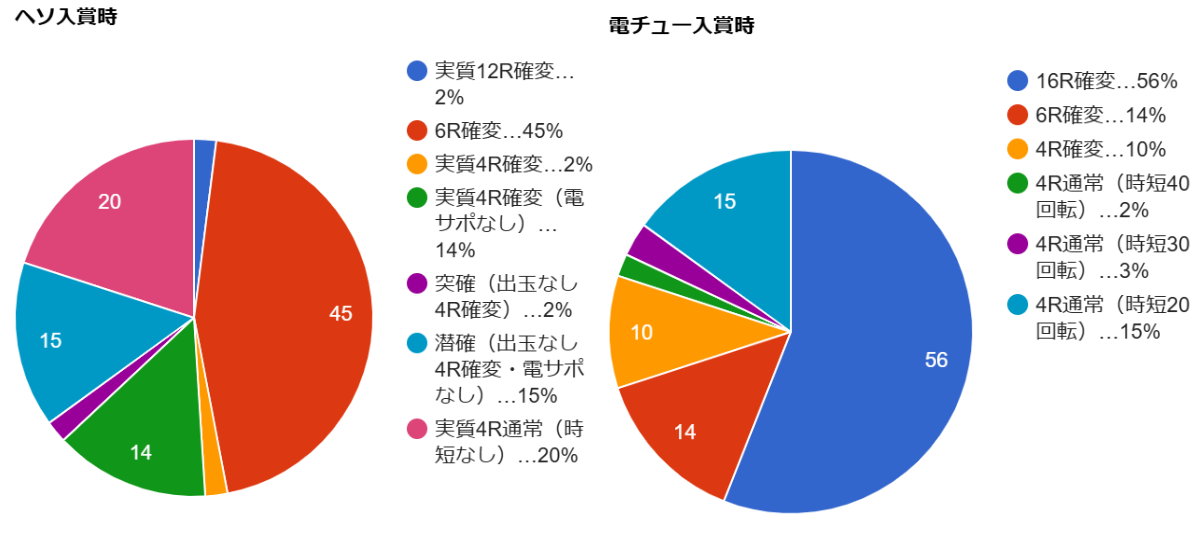 ヘソ入賞時
実質12R確変…
2%
6R確変…45%
実質4R確変…2%
実質4R確変（電
サポなし）…
14%
突確（出玉なし
4R確変）…2%
潜確（出玉なし
4R確変・電サポ
なし）…15%
実質4R通常（時
短なし）…20%
20
45
15
14
電チュー入賞時
16R確変…56%
6R確変…14%
4R確変…10%
4R通常（時短40
回転）…2%
4R通常（時短30
回転）…3%
4R通常（時短20
回転）…15%
15
10
56
14